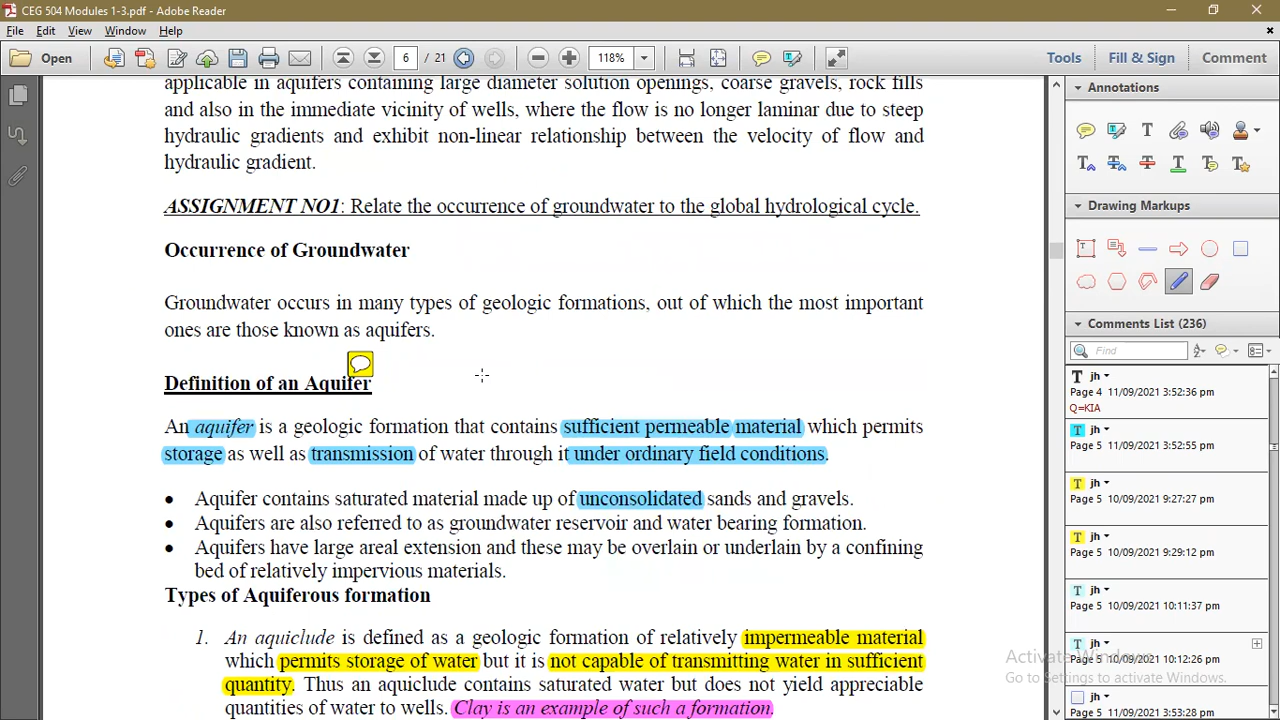 CEG 504 Modules 1-3.pdf - Adobe Reader
File Edit View Window Help
Open 6 / 21 118% Tools Fill & Sign Comment
applicable in aquifers containing large diameter solution openings, coarse gravels, rock fills
and also in the immediate vicinity of wells, where the flow is no longer laminar due to steep
hydraulic gradients and exhibit non-linear relationship between the velocity of flow and
hydraulic gradient.
ASSIGNMENT NO1: Relate the occurrence of groundwater to the global hydrological cycle.
Occurrence of Groundwater
Groundwater occurs in many types of geologic formations, out of which the most important
ones are those known as aquifers.
Definition of an Aquifer
An aquifer is a geologic formation that contains sufficient permeable material which permits
storage as well as transmission of water through it under ordinary field conditions.
• Aquifer contains saturated material made up of unconsolidated sands and gravels.
• Aquifers are also referred to as groundwater reservoir and water bearing formation.
• Aquifers have large areal extension and these may be overlain or underlain by a confining
bed of relatively impervious materials.
Types of Aquiferous formation
1. An aquiclude is defined as a geologic formation of relatively impermeable material
which permits storage of water but it is not capable of transmitting water in sufficient
quantity. Thus an aquiclude contains saturated water but does not yield appreciable
quantities of water to wells. Clay is an example of such a formation.
Annotations
Drawing Markups
Comments List (236)
Find
jh
Page 4 11/09/2021 3:52:36 pm
Q=KIA
jh
Page 5 11/09/2021 3:52:55 pm
jh
Page 5 10/09/2021 9:27:27 pm
jh
Page 5 10/09/2021 9:29:12 pm
jh
Page 5 10/09/2021 10:11:37 pm
jh
Page 5 10/09/2021 10:12:26 pm
jh
Page 5 11/09/2021 3:53:28 pm
Activate Windows
Go to Settings to activate Windows.